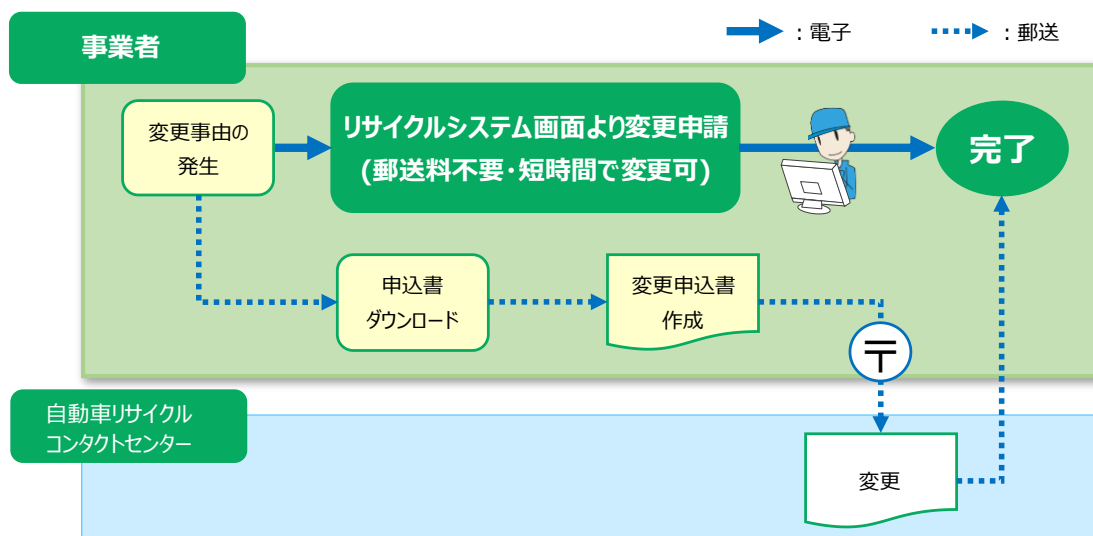 事業者
：電子
：郵送
変更事由の
発生
リサイクルシステム画面より変更申請
(郵送料不要・短時間で変更可)
完了
申込書
ダウンロード
変更申込書
作成
〒
自動車リサイクル
コンタクトセンター
変更